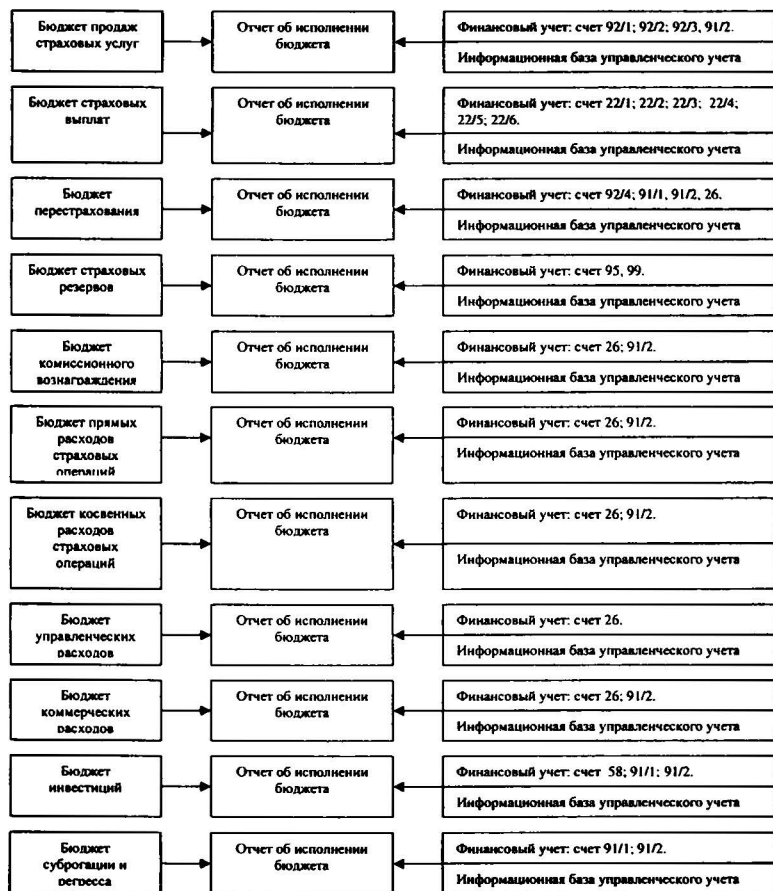 Бюджет продаж
страховых услуг
Отчет об исполнении
бюджета
Финансовый учет: счет 92/1; 92/2; 92/3, 91/2.
Информационная база управленческого учета
Бюджет страховых
выплат
Отчет об исполнении
бюджета
Финансовый учет: счет 22/1; 22/2; 22/3; 22/4;
22/5; 22/6.
Информационная база управленческого учета
Бюджет
перестрахования
Отчет об исполнении
бюджета
Финансовый учет: счет 92/4; 91/1, 91/2, 26.
Информационная база управленческого учета
Бюджет страховых
резервов
Отчет об исполнении
бюджета
Финансовый учет: счет 95, 99.
Информационная база управленческого учета
Бюджет
комиссионного
вознаграждения
Отчет об исполнении
бюджета
Финансовый учет: счет 26; 91/2.
Информационная база управленческого учета
Бюджет прямых
расходов
страховых
операций
Отчет об исполнении
бюджета
Финансовый учет: счет 26; 91/2.
Информационная база управленческого учета
Бюджет косвенных
расходов
страховых
операций
Отчет об исполнении
бюджета
Финансовый учет: счет 26; 91/2.
Информационная база управленческого учета
Бюджет
управленческих
расходов
Отчет об исполнении
бюджета
Финансовый учет: счет 26.
Информационная база управленческого учета
Бюджет
коммерческих
расходов
Отчет об исполнении
бюджета
Финансовый учет: счет 26; 91/2.
Информационная база управленческого учета
Бюджет
инвестиций
Отчет об исполнении
бюджета
Финансовый учет: счет 58; 91/1; 91/2.
Информационная база управленческого учета
Бюджет
суброгации и
регресса
Отчет об исполнении
бюджета
Финансовый учет: счет 91/1; 91/2.
Информационная база управленческого учета